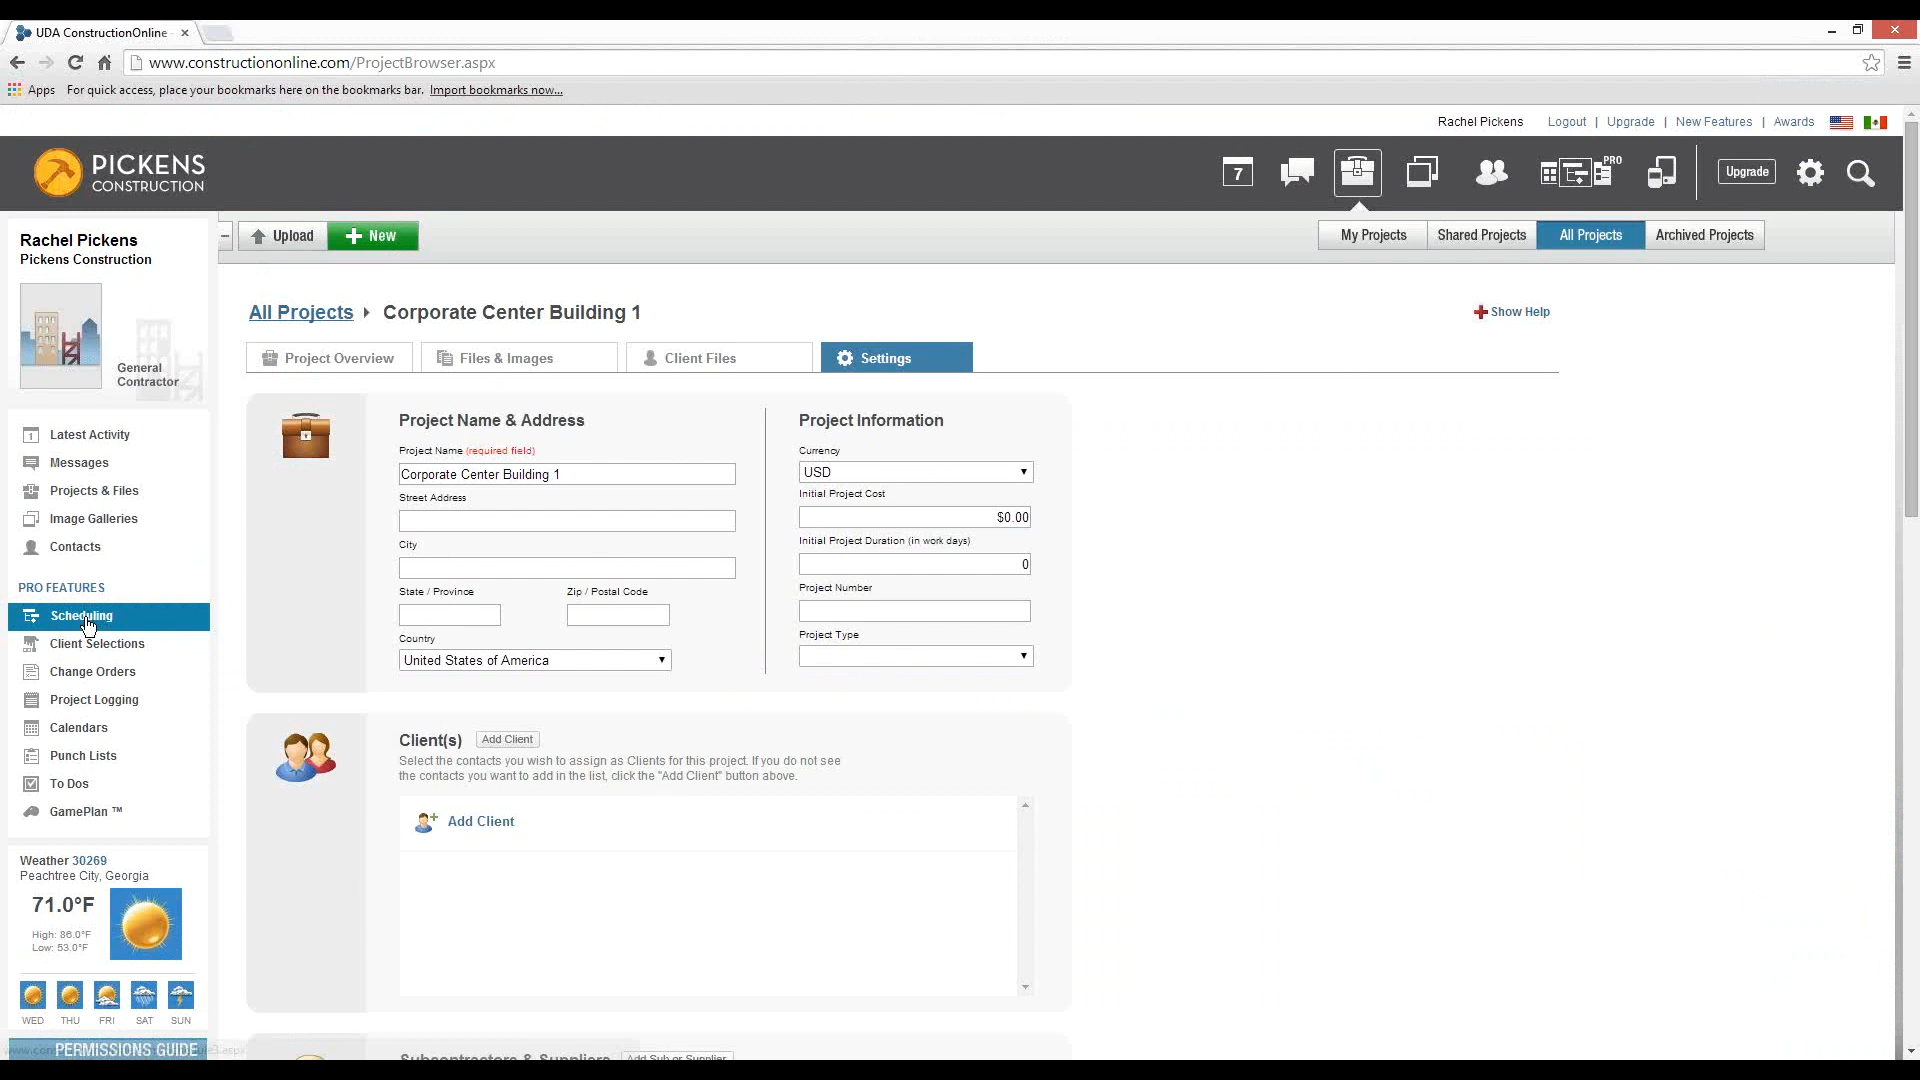 UDA ConstructionOnline
www.constructiononline.com/ProjectBrowser.aspx
Apps For quick access, place your bookmarks here on the bookmarks bar. Import bookmarks now...
Rachel Pickens Logout | Upgrade | New Features | Awards
PICKENS
CONSTRUCTION
7
PRO
Upgrade
Rachel Pickens
Pickens Construction
General
Contractor
Upload
New
My Projects
Shared Projects
All Projects
Archived Projects
All Projects Corporate Center Building 1
Show Help
Project Overview
Files & Images
Client Files
Settings
Latest Activity
Messages
Projects & Files
Image Galleries
Contacts
PRO FEATURES
Scheduling
Client Selections
Change Orders
Project Logging
Calendars
Punch Lists
To Dos
GamePlan ™
Weather 30269
Peachtree City, Georgia
71.0°F
High: 86.0°F
Low: 53.0°F
WED THU FRI SAT SUN
PERMISSIONS GUIDE
Project Name & Address
Project Name (required field)
Corporate Center Building 1
Street Address
City
State / Province
Zip / Postal Code
Country
United States of America
Project Information
Currency
USD
Initial Project Cost
$0.00
Initial Project Duration (in work days)
0
Project Number
Project Type
Client(s)
Add Client
Select the contacts you wish to assign as Clients for this project. If you do not see
the contacts you want to add in the list, click the "Add Client" button above.
Add Client
Subcontractors & Suppliers
Add Sub or Supplier